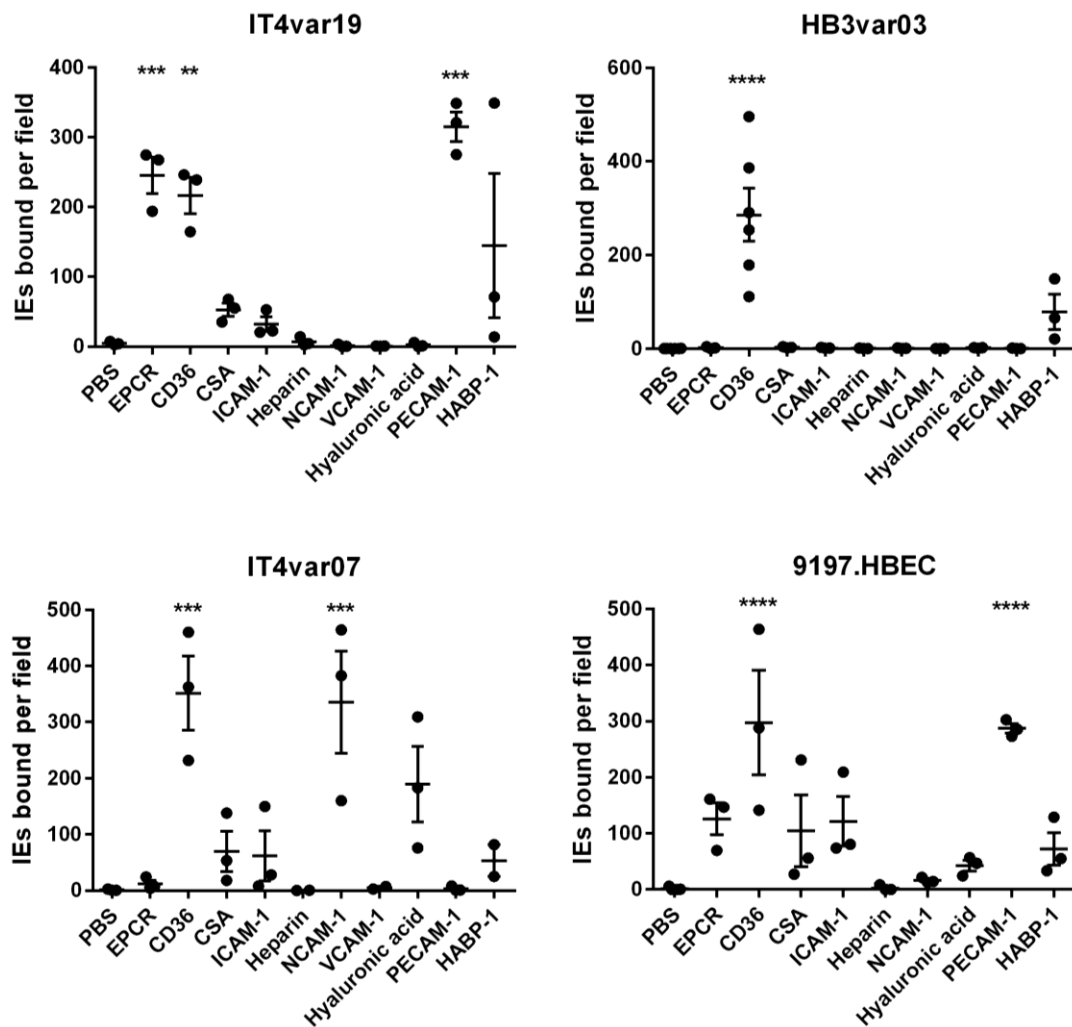 IT4var19
IEs bound per field
400
300
200
100
0
***
**
***
PBS
EPCR
CD36
CSA
ICAM-1
Heparin
NCAM-1
VCAM-1
Hyaluronic acid
PECAM-1
HABP-1
HB3var03
IEs bound per field
600
400
200
0
****
PBS
EPCR
CD36
CSA
ICAM-1
Heparin
NCAM-1
VCAM-1
Hyaluronic acid
PECAM-1
HABP-1
IT4var07
IEs bound per field
500
400
300
200
100
0
***
***
PBS
EPCR
CD36
CSA
ICAM-1
Heparin
NCAM-1
VCAM-1
Hyaluronic acid
PECAM-1
HABP-1
9197.HBEC
IEs bound per field
500
400
300
200
100
0
****
****
PBS
EPCR
CD36
CSA
ICAM-1
Heparin
NCAM-1
Hyaluronic acid
PECAM-1
HABP-1